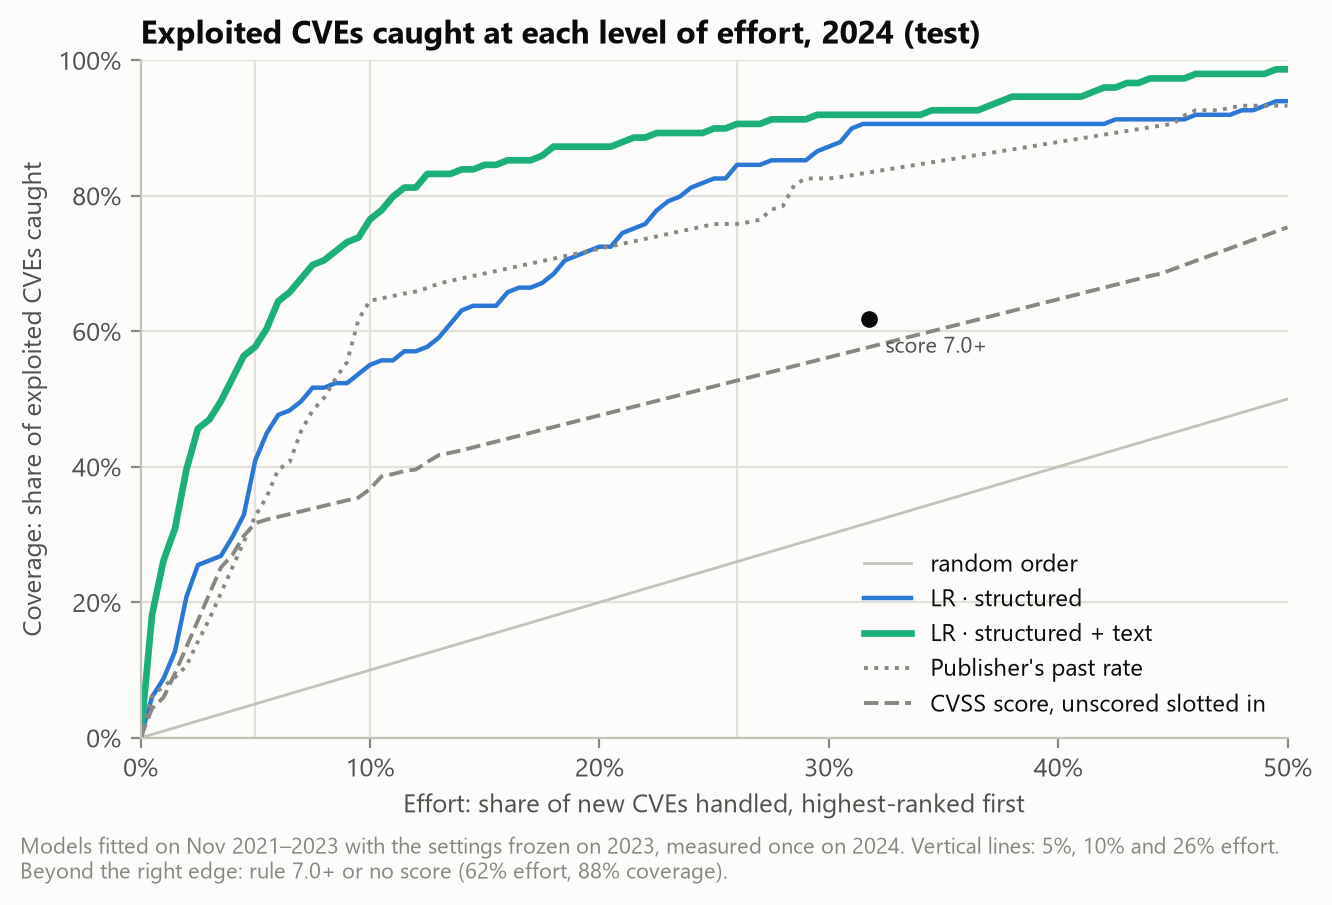 Exploited CVEs caught at each level of effort, 2024 (test)
100%
80%
60%
40%
20%
0%
Coverage: share of exploited CVEs caught
score 7.0+
random order
LR · structured
LR · structured + text
Publisher's past rate
CVSS score, unscored slotted in
0%
10%
20%
30%
40%
50%
Effort: share of new CVEs handled, highest-ranked first
Models fitted on Nov 2021–2023 with the settings frozen on 2023, measured once on 2024. Vertical lines: 5%, 10% and 26% effort.
Beyond the right edge: rule 7.0+ or no score (62% effort, 88% coverage).